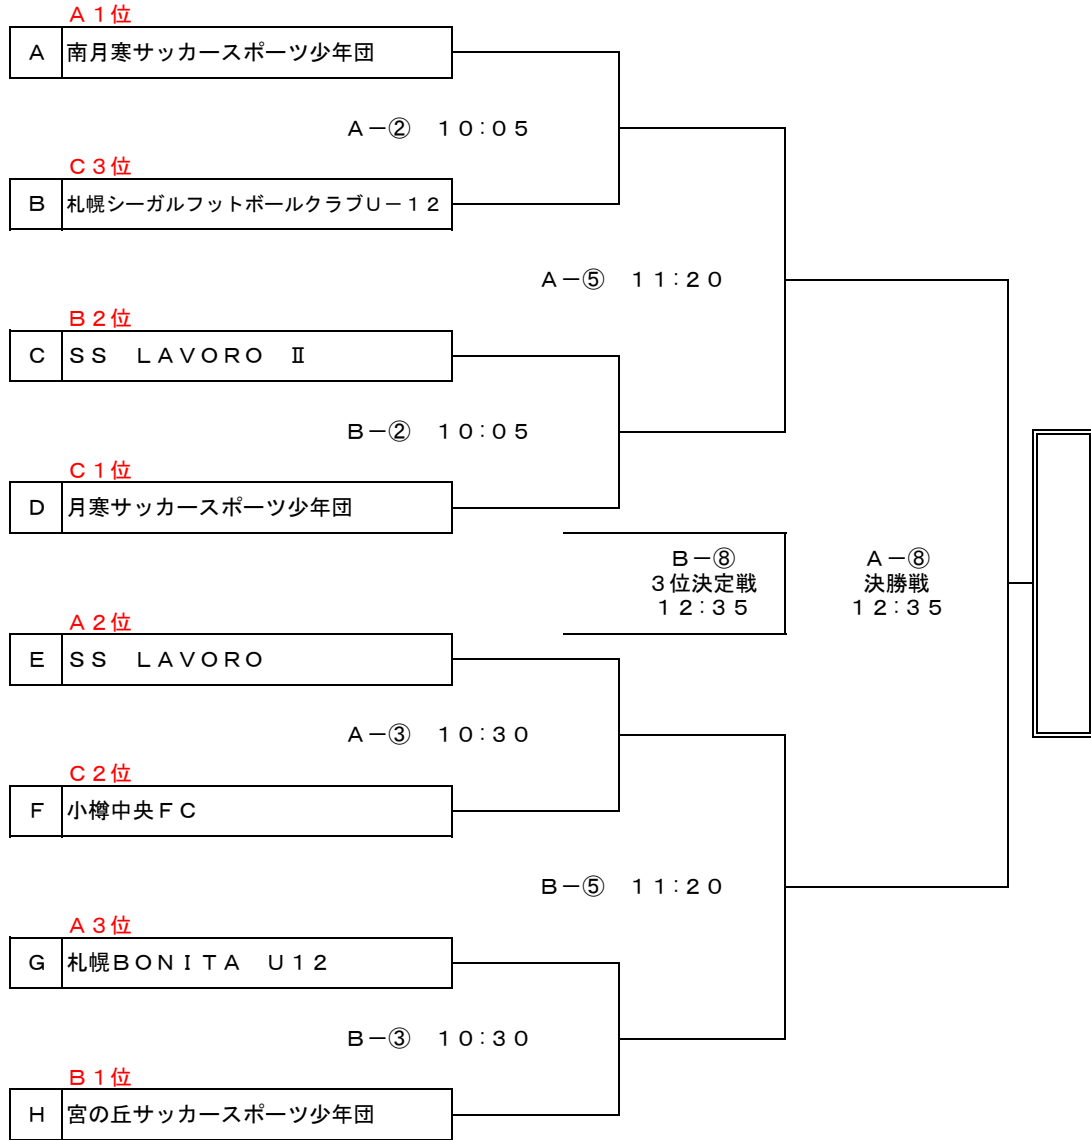 Ａ１位
Ａ 南月寒サッカースポーツ少年団
Ａ－②　１０：０５
Ｃ３位
Ｂ 札幌シーガルフットボールクラブＵ－１２
Ａ－⑤　１１：２０
Ｂ２位
Ｃ ＳＳ　ＬＡＶＯＲＯ　Ⅱ
Ｂ－②　１０：０５
Ｃ１位
Ｄ 月寒サッカースポーツ少年団
Ｂ－⑧
３位決定戦
１２：３５
Ａ－⑧
決勝戦
１２：３５
Ａ２位
Ｅ ＳＳ　ＬＡＶＯＲＯ
Ａ－③　１０：３０
Ｃ２位
Ｆ 小樽中央ＦＣ
Ｂ－⑤　１１：２０
Ａ３位
Ｇ 札幌ＢＯＮＩＴＡ　Ｕ１２
Ｂ－③　１０：３０
Ｂ１位
Ｈ 宮の丘サッカースポーツ少年団